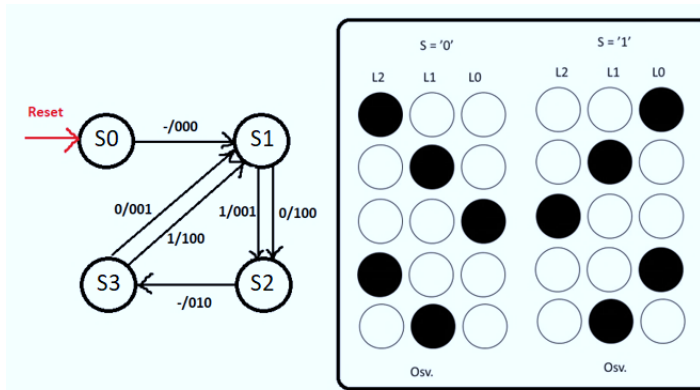 Reset
S0
-/000
S1
0/001
1/100
1/001
0/100
S3
-/010
S2
S = '0'
S = '1'
L2 L1 L0
L2 L1 L0
Osv.
Osv.